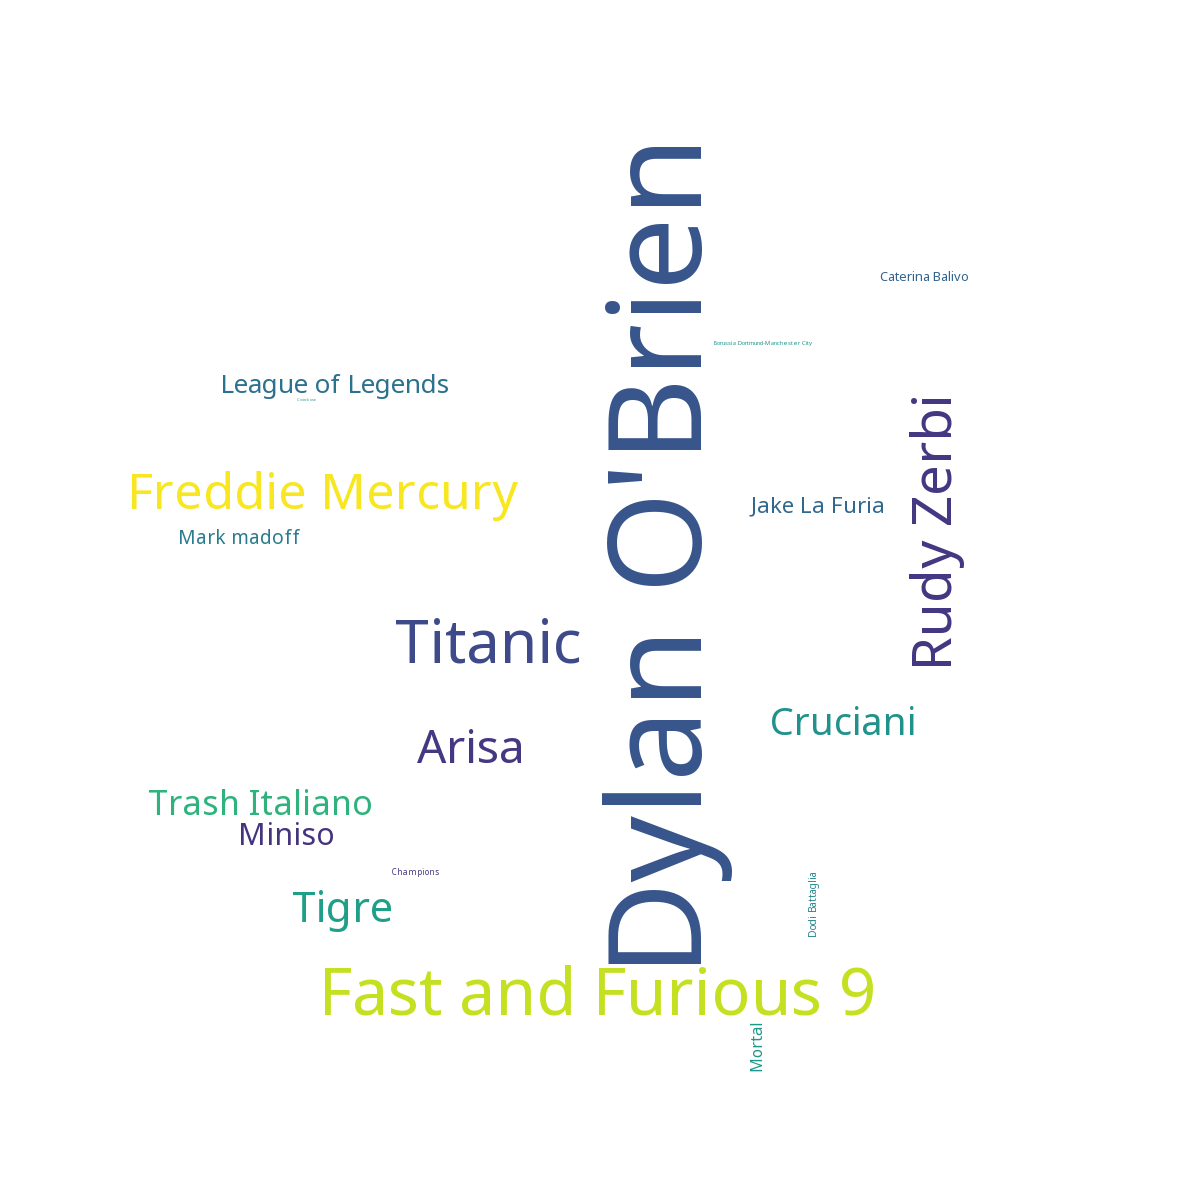 Dylan O'Brien
Caterina Balivo
Borussia Dortmund-Manchester City
League of Legends
Rudy Zerbi
Freddie Mercury
Jake La Furia
Mark madoff
Titanic
Cruciani
Arisa
Trash Italiano
Miniso
Champions
Dodi Battaglia
Tigre
Fast and Furious 9
Mortal